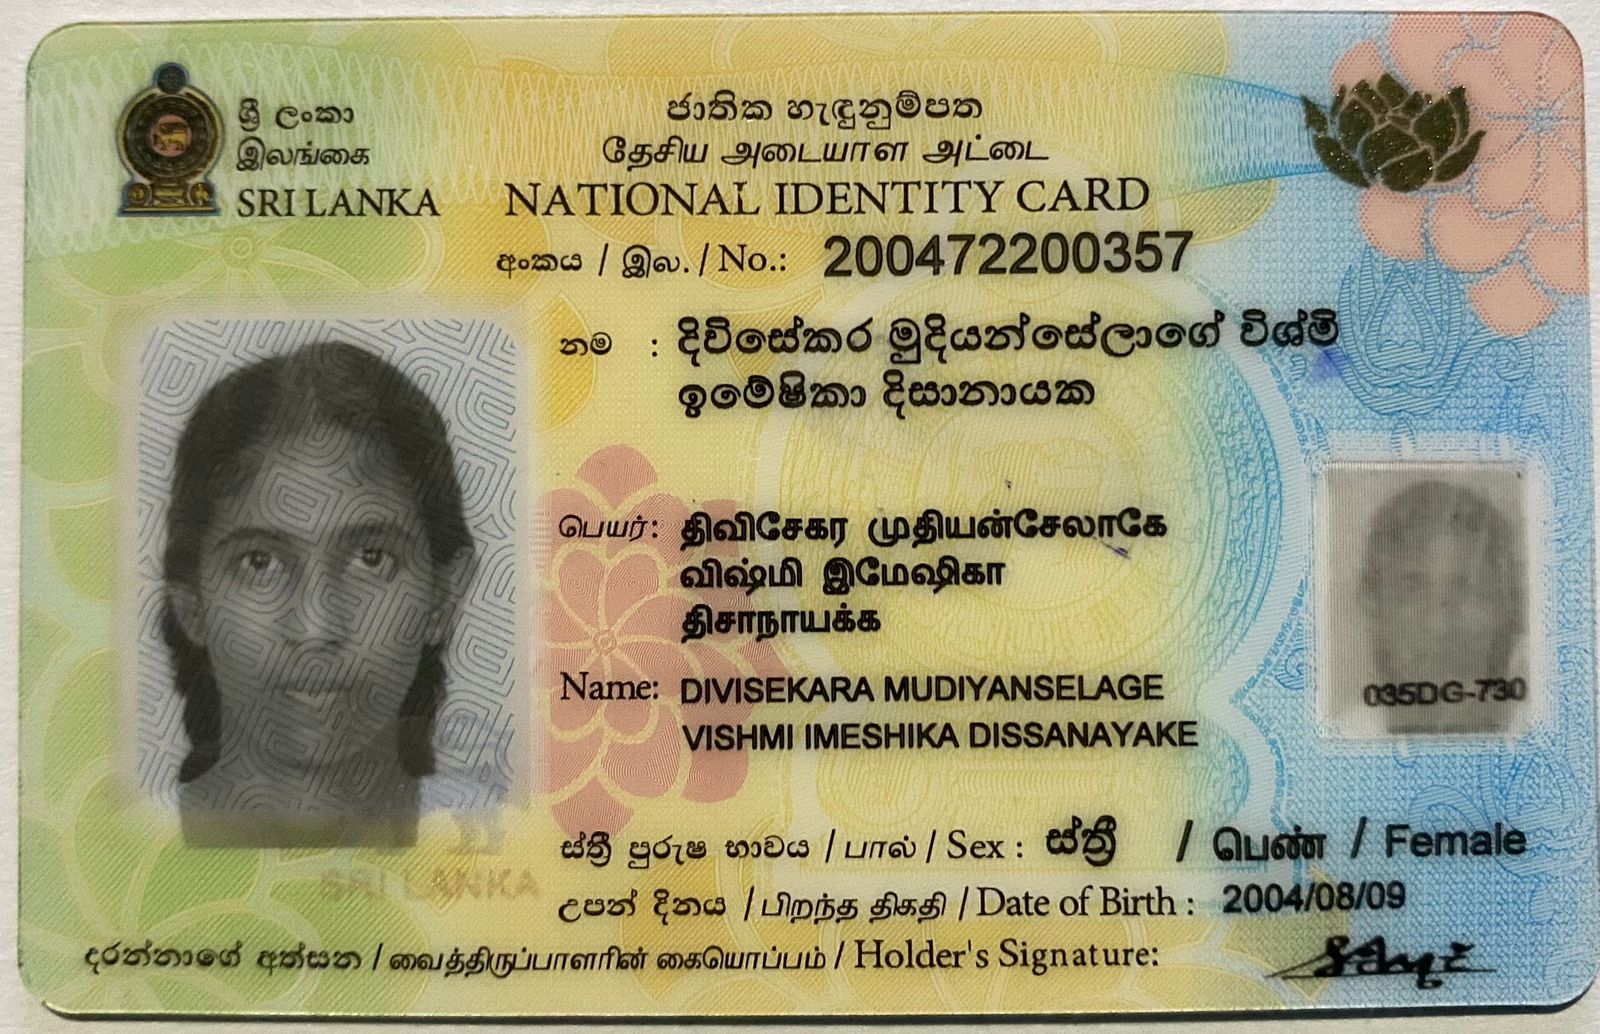 ශ්‍රී ලංකා
இலங்கை
SRI LANKA
ජාතික හැඳුනුම්පත
தேசிய அடையாள அட்டை
NATIONAL IDENTITY CARD
අංකය / இல. / No.: 200472200357
නම : දිවිසේකර මුදියන්සේලාගේ විශ්මි
ඉමේෂිකා දිසානායක
பெயர்: திவிசேகர முதியன்சேலாகே
விஷ்மி இமேஷிகா
திசாநாயக்க
Name: DIVISEKARA MUDIYANSELAGE
VISHMI IMESHIKA DISSANAYAKE
035DG-730
ස්ත්‍රී පුරුෂ භාවය / பால் / Sex : ස්ත්‍රී / பெண் / Female
SRI LANKA
උපන් දිනය / பிறந்த திகதி / Date of Birth : 2004/08/09
දරන්නාගේ අත්සන / வைத்திருப்பாளரின் கையொப்பம் / Holder's Signature: